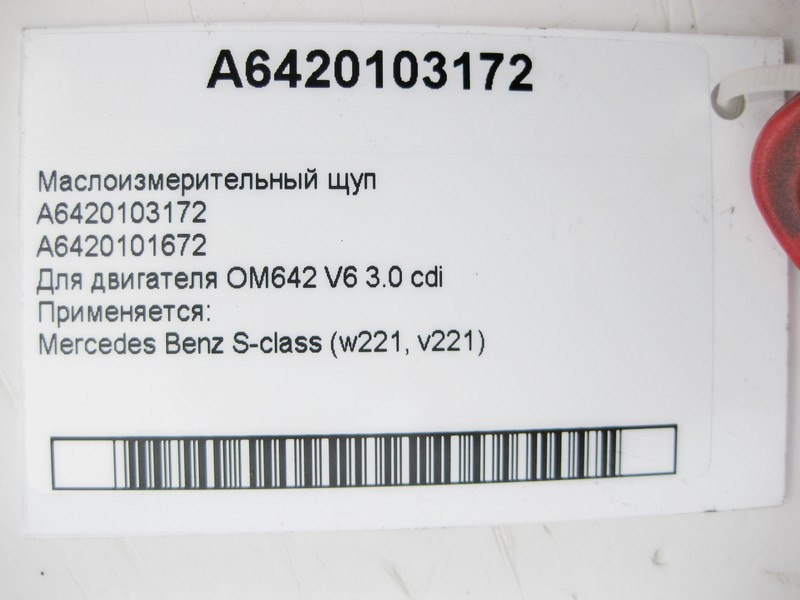 A6420103172
Маслоизмерительный щуп
A6420103172
A6420101672
Для двигателя OM642 V6 3.0 cdi
Применяется:
Mercedes Benz S-class (w221, v221)